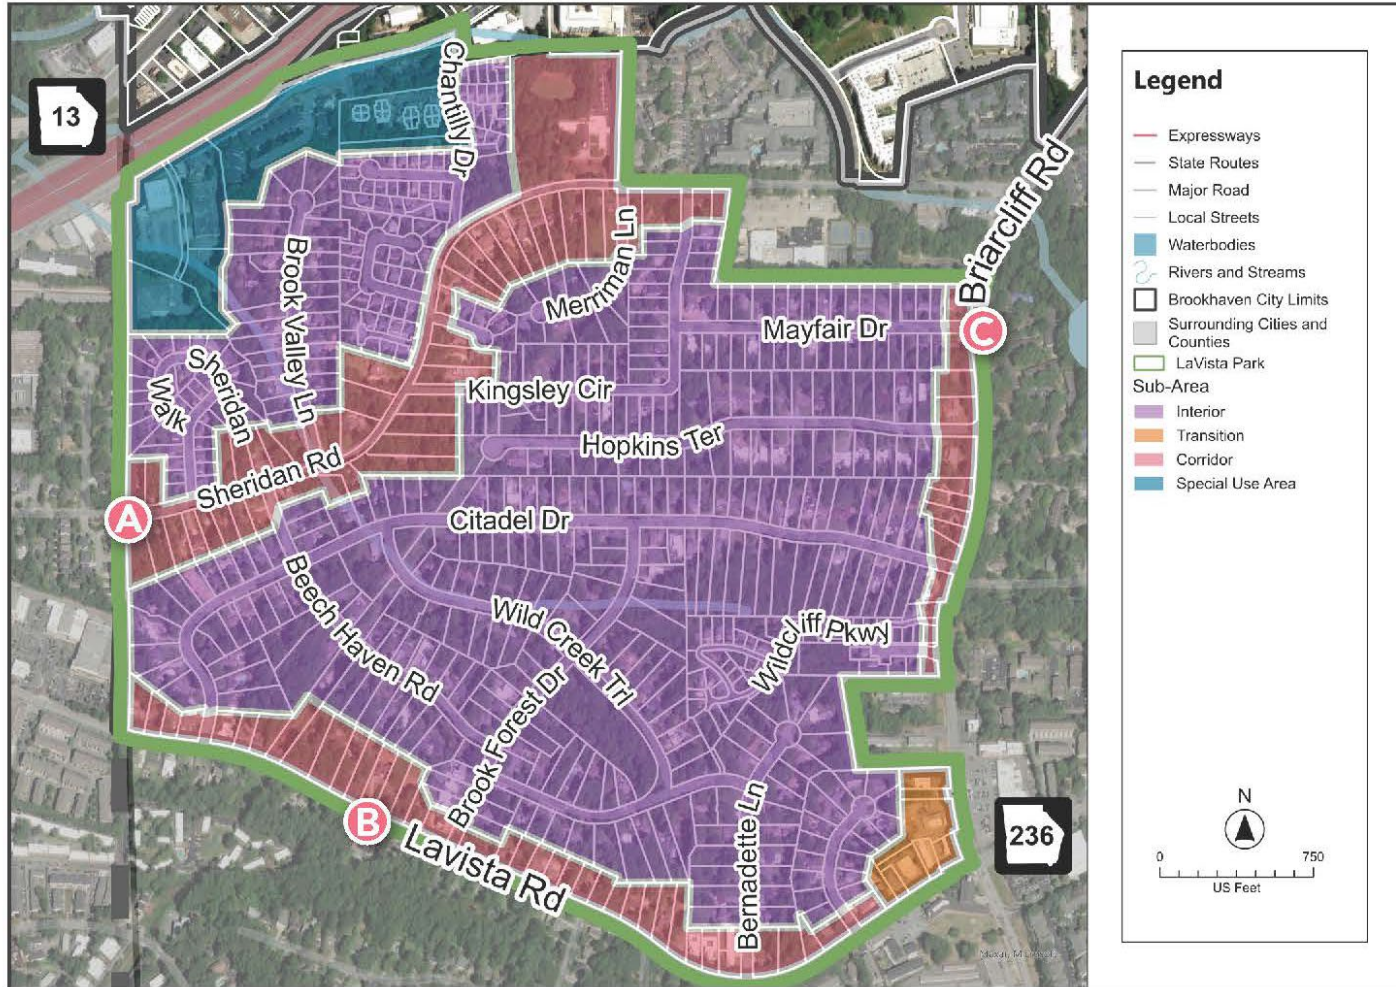 13
Chantilly Dr
Brook Valley Ln
Merriman Ln
Briarcliff Rd
Mayfair Dr
C
Sheridan
Walk
Kingsley Cir
Hopkins Ter
Sheridan Rd
A
Citadel Dr
Beech Haven Rd
Wild Creek Trl
Wildcliff Pkwy
Brook Forest Dr
Bernadette Ln
B
Lavista Rd
236
Legend
Expressways
State Routes
Major Road
Local Streets
Waterbodies
Rivers and Streams
Brookhaven City Limits
Surrounding Cities and
Counties
LaVista Park
Sub-Area
Interior
Transition
Corridor
Special Use Area
N
0 750
US Feet